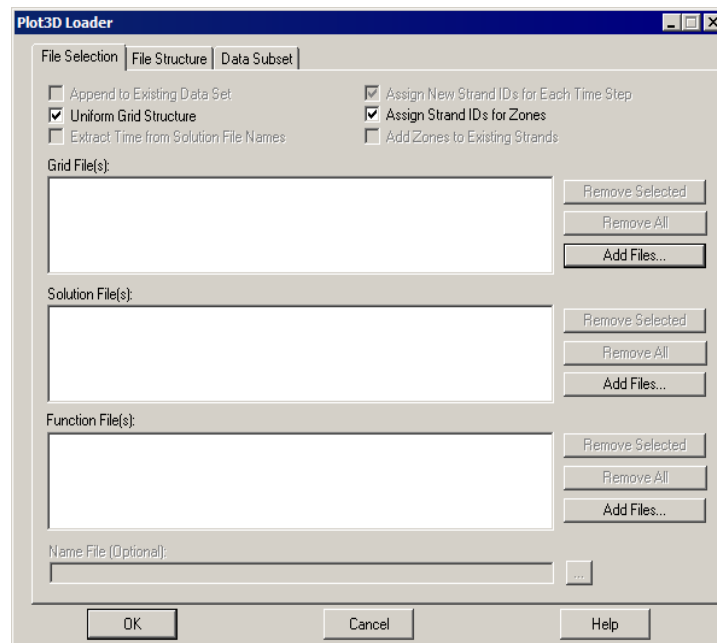 Plot3D Loader
File Selection File Structure Data Subset
Append to Existing Data Set Assign New Strand IDs for Each Time Step
Uniform Grid Structure Assign Strand IDs for Zones
Extract Time from Solution File Names Add Zones to Existing Strands
Grid File(s):
Remove Selected
Remove All
Add Files...
Solution File(s):
Remove Selected
Remove All
Add Files...
Function File(s):
Remove Selected
Remove All
Add Files...
Name File (Optional):
...
OK Cancel Help